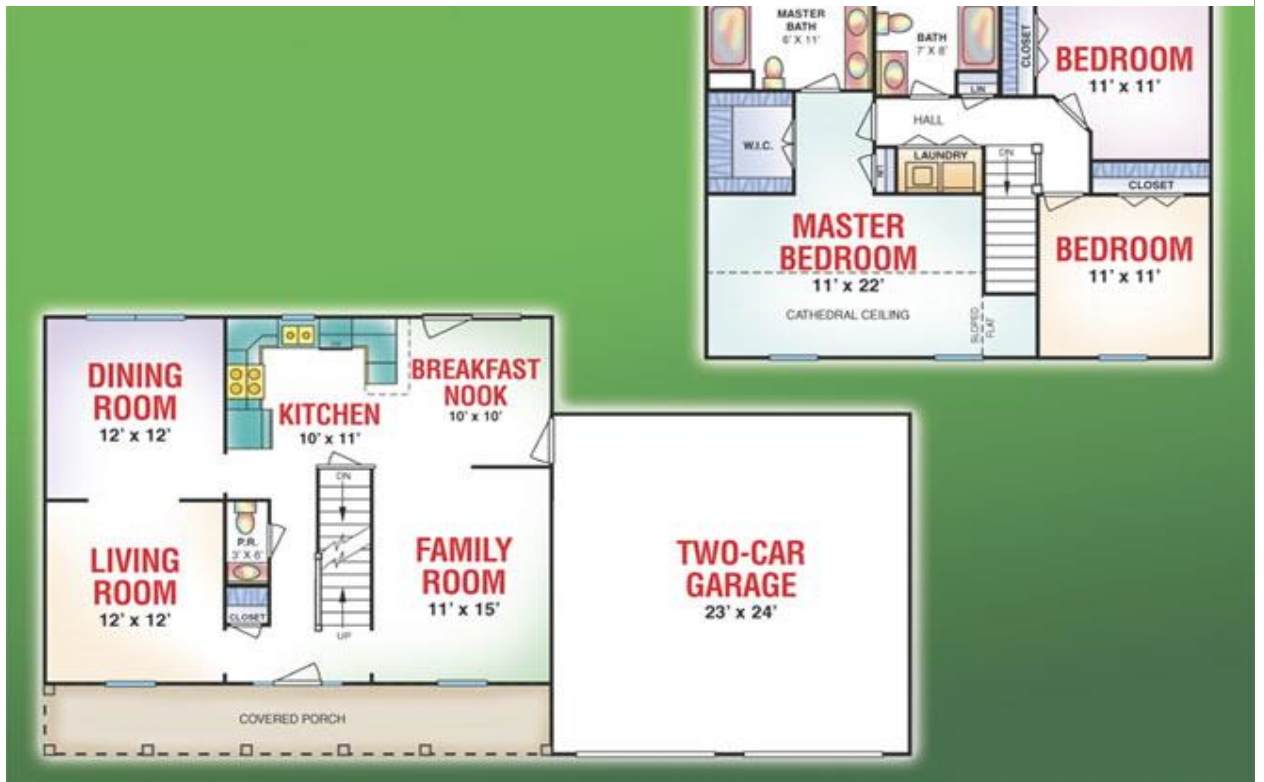 MASTER
BATH
6' X 11'
BATH
7' X 8'
CLOSET
BEDROOM
11' x 11'
LIN
HALL
W.I.C.
LAUNDRY
DN
CLOSET
MASTER
BEDROOM
11' x 22'
CATHEDRAL CEILING
SLOPED
FLAT
BEDROOM
11' x 11'
DINING
ROOM
12' x 12'
KITCHEN
10' x 11'
BREAKFAST
NOOK
10' x 10'
DN
P.R.
3' X 6'
LIVING
ROOM
12' x 12'
CLOSET
UP
FAMILY
ROOM
11' x 15'
TWO-CAR
GARAGE
23' x 24'
COVERED PORCH